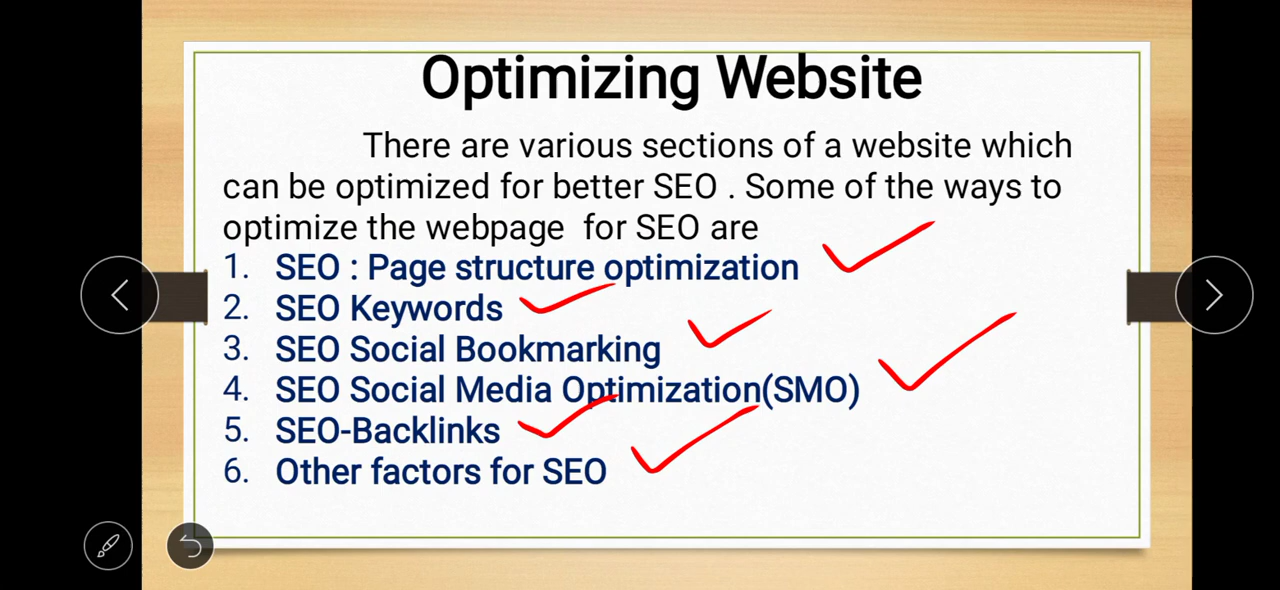 Optimizing Website
There are various sections of a website which
can be optimized for better SEO . Some of the ways to
optimize the webpage  for SEO are
1. SEO : Page structure optimization
2. SEO Keywords
3. SEO Social Bookmarking
4. SEO Social Media Optimization(SMO)
5. SEO-Backlinks
6. Other factors for SEO